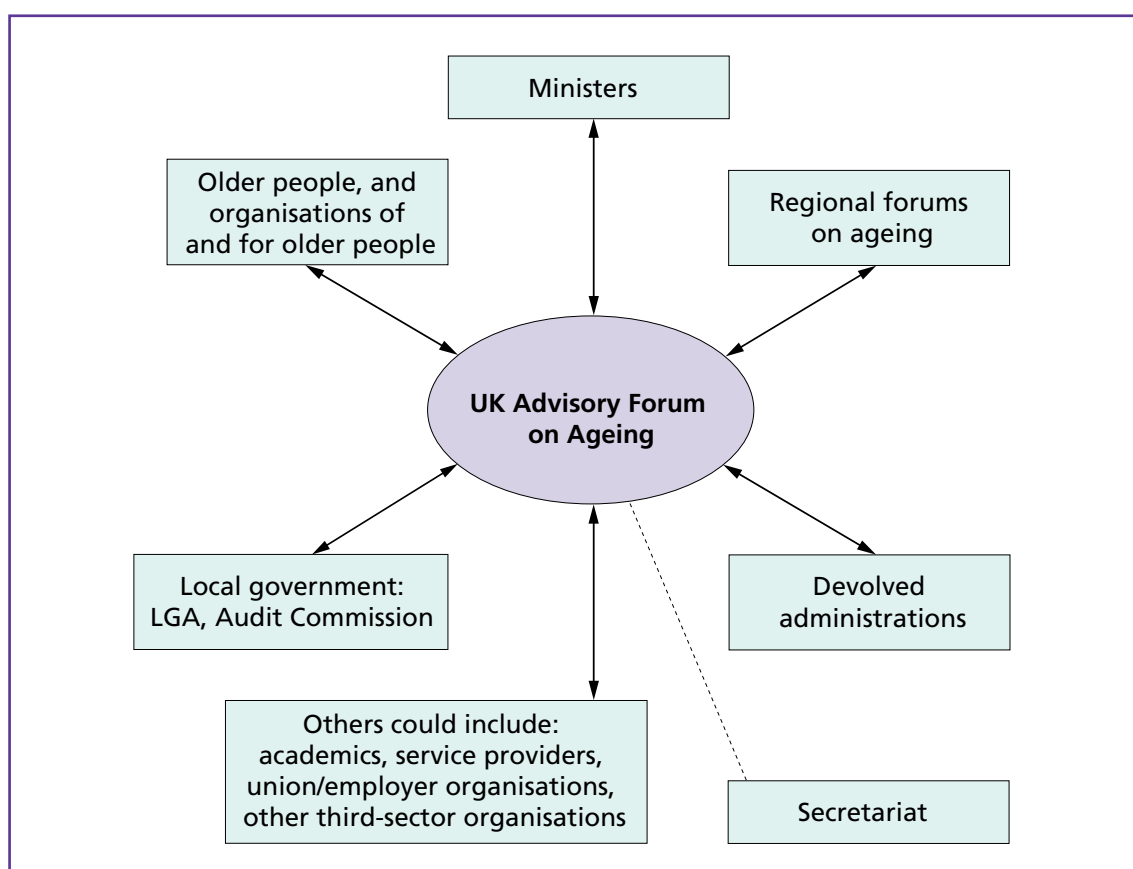 Ministers
Older people, and
organisations of
and for older people
Regional forums
on ageing
UK Advisory Forum
on Ageing
Local government:
LGA, Audit Commission
Devolved
administrations
Others could include:
academics, service providers,
union/employer organisations,
other third-sector organisations
Secretariat